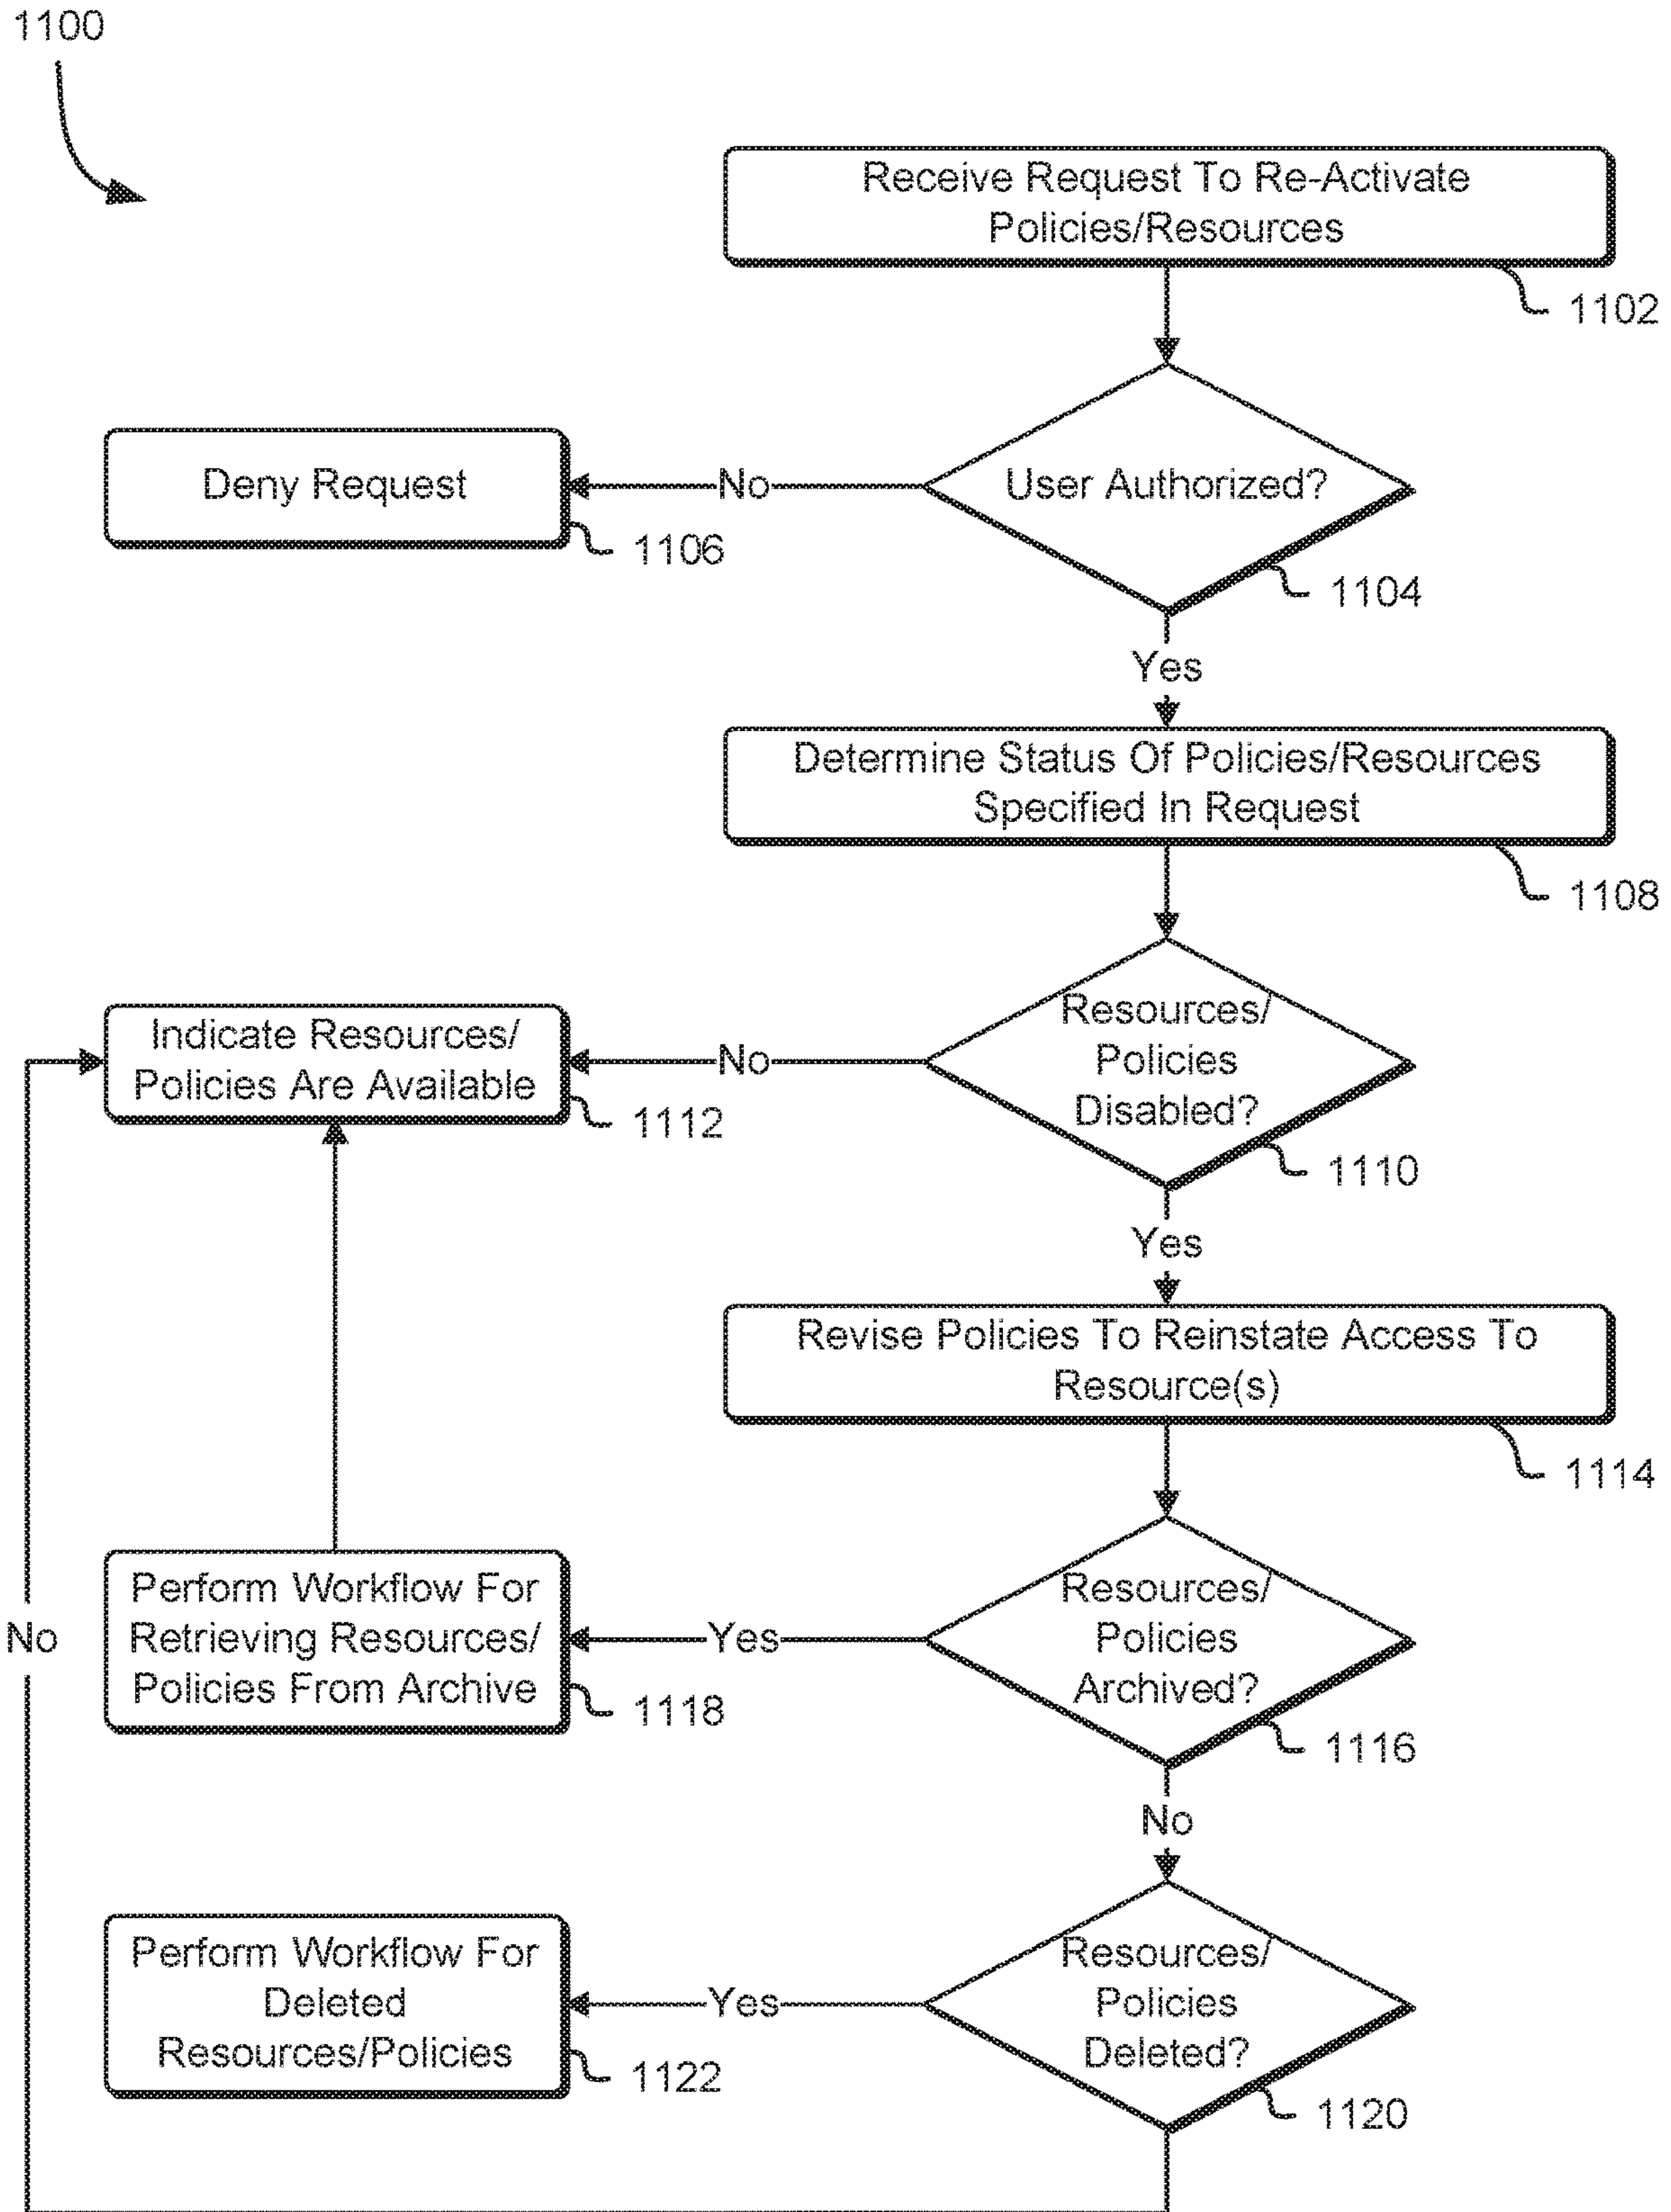 1100
Receive Request To Re-Activate
Policies/Resources
1102
User Authorized?
1104
No
Deny Request
1106
Yes
Determine Status Of Policies/Resources
Specified In Request
1108
Resources/
Policies
Disabled?
1110
No
Indicate Resources/
Policies Are Available
1112
Yes
Revise Policies To Reinstate Access To
Resource(s)
1114
Resources/
Policies
Archived?
1116
Yes
Perform Workflow For
Retrieving Resources/
Policies From Archive
1118
No
Resources/
Policies
Deleted?
1120
Yes
Perform Workflow For
Deleted
Resources/Policies
1122
No